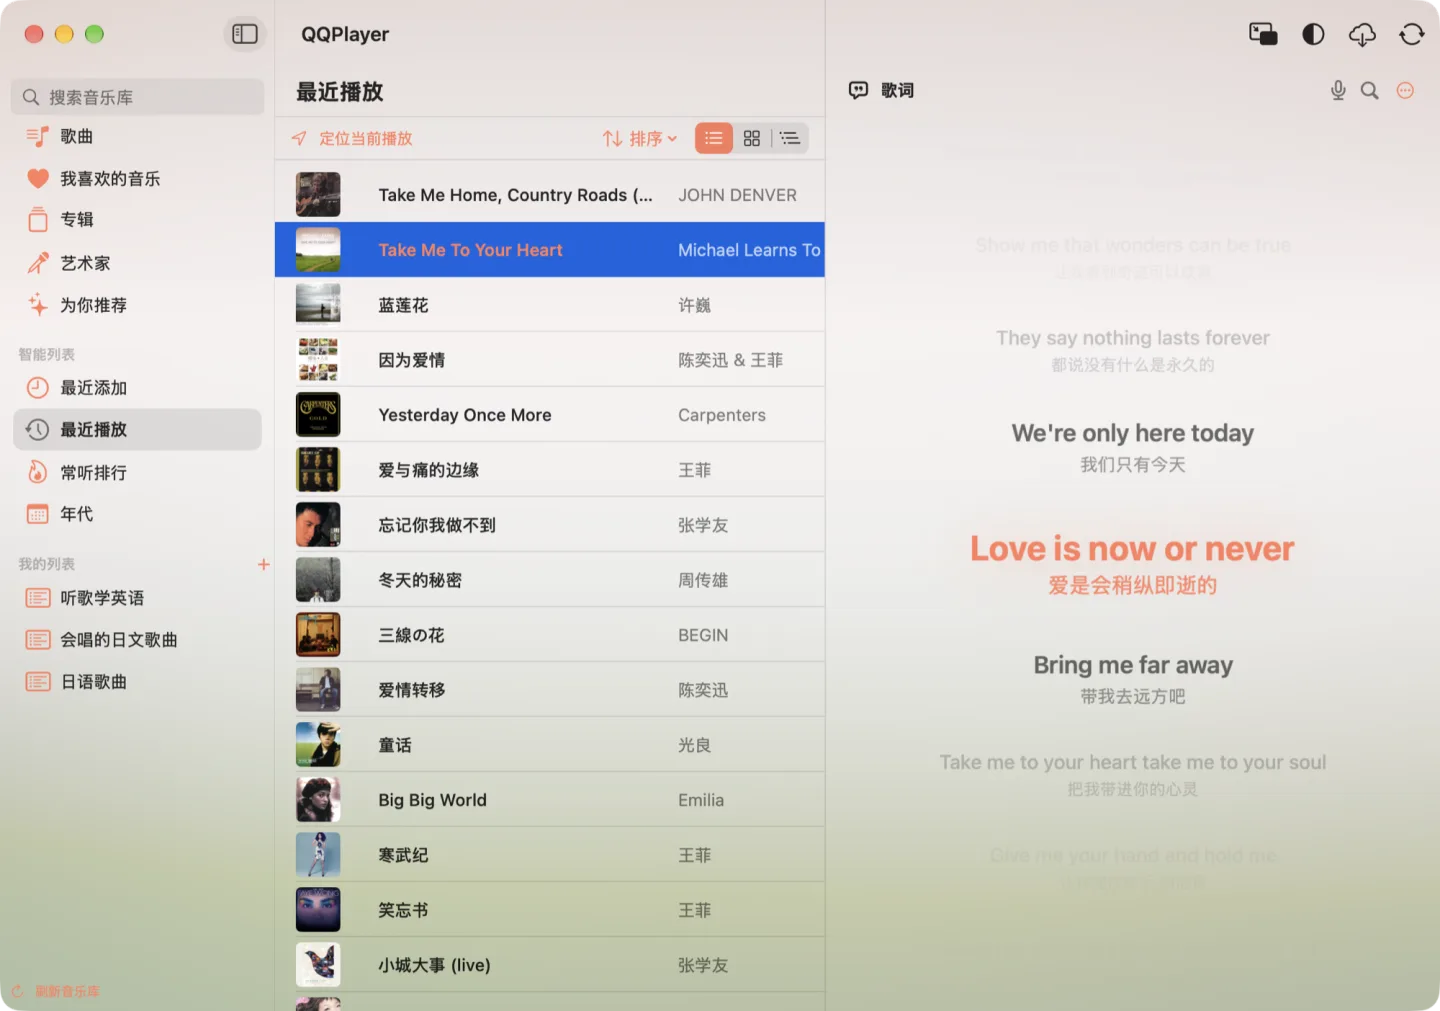 QQPlayer
搜索音乐库
歌曲
我喜欢的音乐
专辑
艺术家
为你推荐
智能列表
最近添加
最近播放
常听排行
年代
我的列表
听歌学英语
会唱的日文歌曲
日语歌曲
刷新音乐库
最近播放
定位当前播放
排序
Take Me Home, Country Roads (... JOHN DENVER
Take Me To Your Heart Michael Learns To
蓝莲花 许巍
因为爱情 陈奕迅 & 王菲
Yesterday Once More Carpenters
爱与痛的边缘 王菲
忘记你我做不到 张学友
冬天的秘密 周传雄
三線の花 BEGIN
爱情转移 陈奕迅
童话 光良
Big Big World Emilia
寒武纪 王菲
笑忘书 王菲
小城大事 (live) 张学友
歌词
Show me that wonders can be true
They say nothing lasts forever
都说没有什么是永久的
We're only here today
我们只有今天
Love is now or never
爱是会稍纵即逝的
Bring me far away
带我去远方吧
Take me to your heart take me to your soul
把我带进你的心灵
Give me your hand and hold me